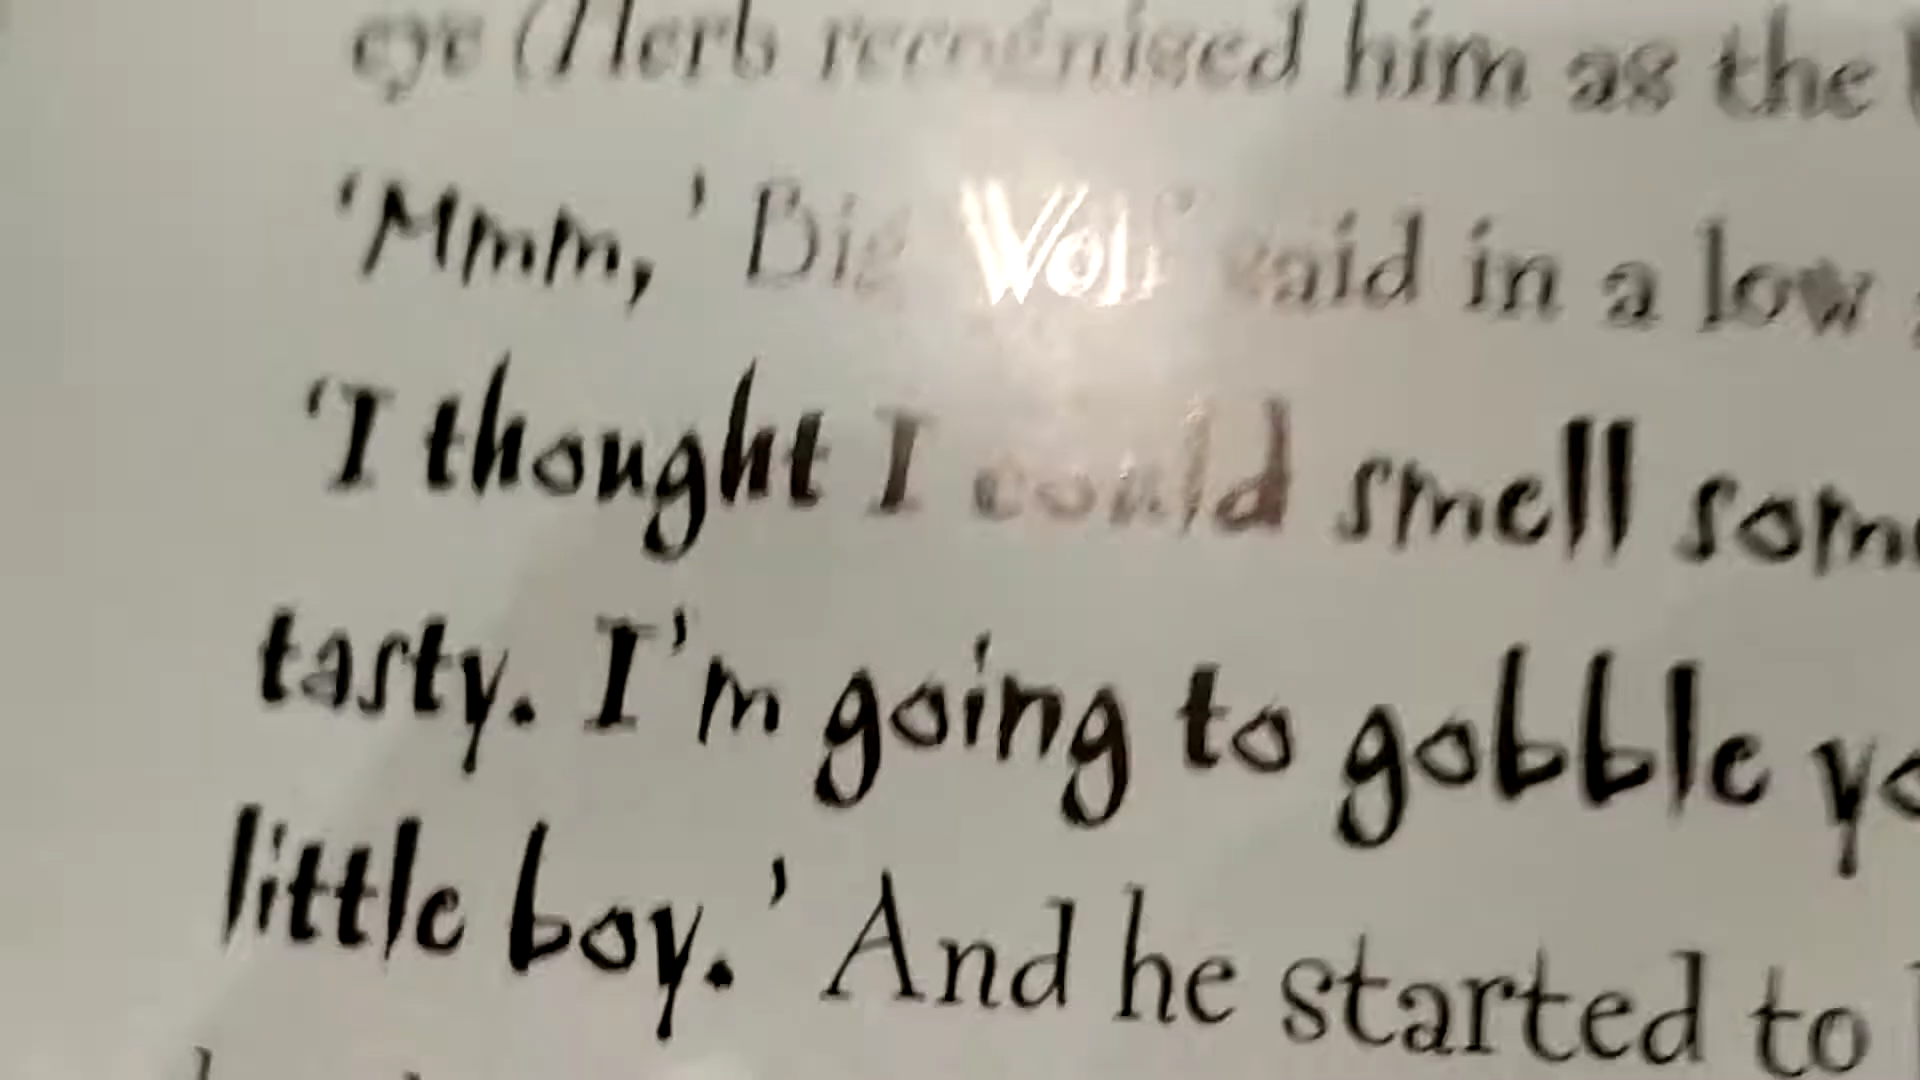 eye (Herb recognised him as the
'Mmm,' Big Wolf said in a low
'I thought I could smell som
tasty. I'm going to gobble yo
little boy.' And he started to